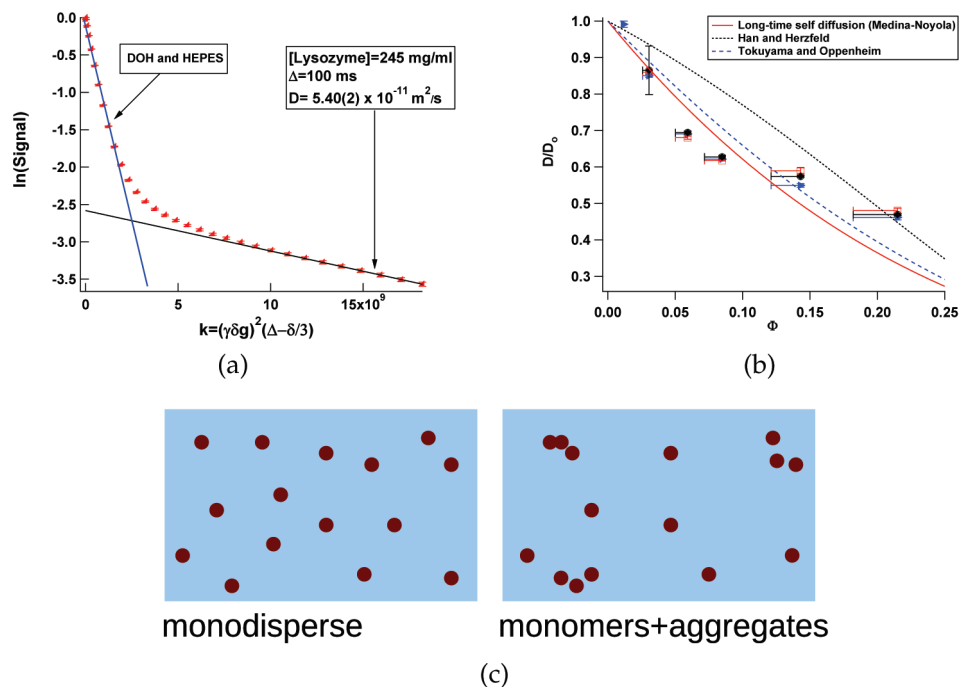 0.0
-0.5
-1.0
-1.5
-2.0
-2.5
-3.0
-3.5
ln(Signal)
DOH and HEPES
[Lysozyme]=245 mg/ml
Δ=100 ms
D= 5.40(2) x 10⁻¹¹ m²/s
0 5 10 15x10⁹
k=(γδg)²(Δ−δ/3)
(a)
1.0
0.9
0.8
0.7
0.6
0.5
0.4
0.3
D/Dₒ
Long-time self diffusion (Medina-Noyola)
Han and Herzfeld
Tokuyama and Oppenheim
0.00 0.05 0.10 0.15 0.20 0.25
Φ
(b)
monodisperse
monomers+aggregates
(c)